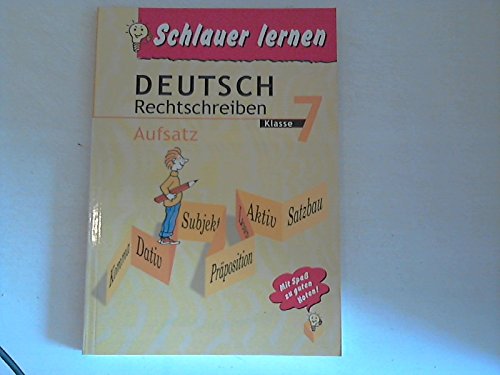 Schlauer lernen
DEUTSCH
Rechtschreiben
Klasse 7
Aufsatz
Subjekt
Aktiv
Satzbau
Dativ
Präposition
Mit Spaß
zu guten
Noten!